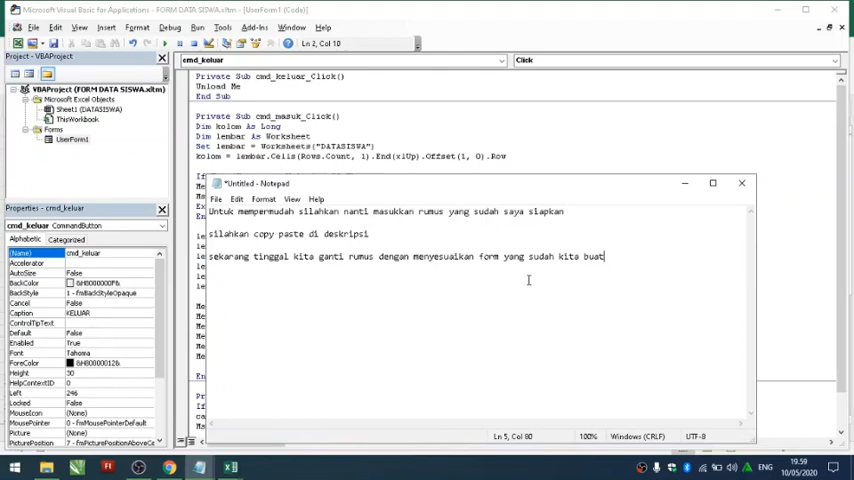 Microsoft Visual Basic for Applications - FORM DATA SISWA.xltm - [UserForm1 (Code)]
File Edit View Insert Format Debug Run Tools Add-Ins Window Help
Ln 2, Col 10
Project - VBAProject
VBAProject (FORM DATA SISWA.xltm)
Microsoft Excel Objects
Sheet1 (DATASISWA)
ThisWorkbook
Forms
UserForm1
Properties - cmd_keluar
cmd_keluar CommandButton
Alphabetic Categorized
(Name) cmd_keluar
Accelerator
AutoSize False
BackColor &H8000000F&
BackStyle 1 - fmBackStyleOpaque
Cancel False
Caption KELUAR
ControlTipText
Default False
Enabled True
Font Tahoma
ForeColor &H80000012&
Height 30
HelpContextID 0
Left 246
Locked False
MouseIcon (None)
MousePointer 0 - fmMousePointerDefault
Picture (None)
PicturePosition 7 - fmPicturePositionAboveCe
cmd_keluar Click
Private Sub cmd_keluar_Click()
Unload Me
End Sub
Private Sub cmd_masuk_Click()
Dim kolom As Long
Dim lembar As Worksheet
Set lembar = Worksheets("DATASISWA")
kolom = lembar.Cells(Rows.Count, 1).End(xlUp).Offset(1, 0).Row
*Untitled - Notepad
File Edit Format View Help
Untuk mempermudah silahkan nanti masukkan rumus yang sudah saya siapkan
silahkan copy paste di deskripsi
sekarang tinggal kita ganti rumus dengan menyesuaikan form yang sudah kita buat
Ln 5, Col 80 100% Windows (CRLF) UTF-8
ENG
19.59
10/05/2020